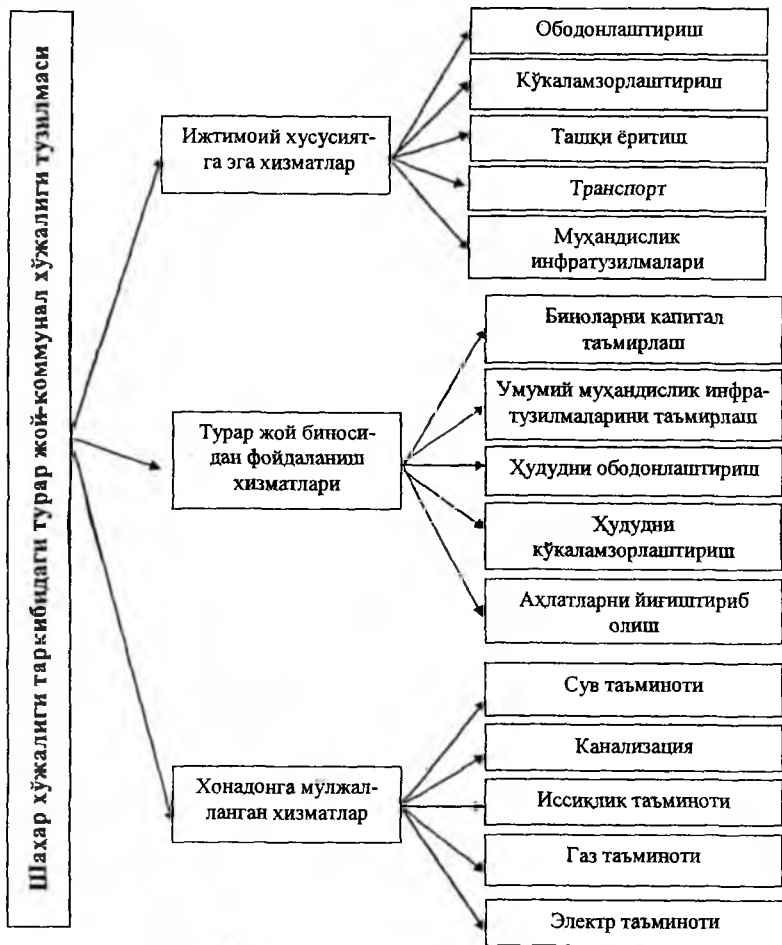 Шаҳар хўжалиги таркибидаги турар жой-коммунал хўжалиги тузилмаси
Ижтимоий хусусият-
га эга хизматлар
Ободонлаштириш
Кўкаламзорлаштириш
Ташқи ёритиш
Транспорт
Муҳандислик
инфратузилмалари
Турар жой биноси-
дан фойдаланиш
хизматлари
Биноларни капитал
таъмирлаш
Умумий муҳандислик инфра-
тузилмаларини таъмирлаш
Ҳудудни ободонлаштириш
Ҳудудни
кўкаламзорлаштириш
Аҳлатларни йиғиштириб
олиш
Хонадонга мўлжал-
ланган хизматлар
Сув таъминоти
Канализация
Иссиқлик таъминоти
Газ таъминоти
Электр таъминоти